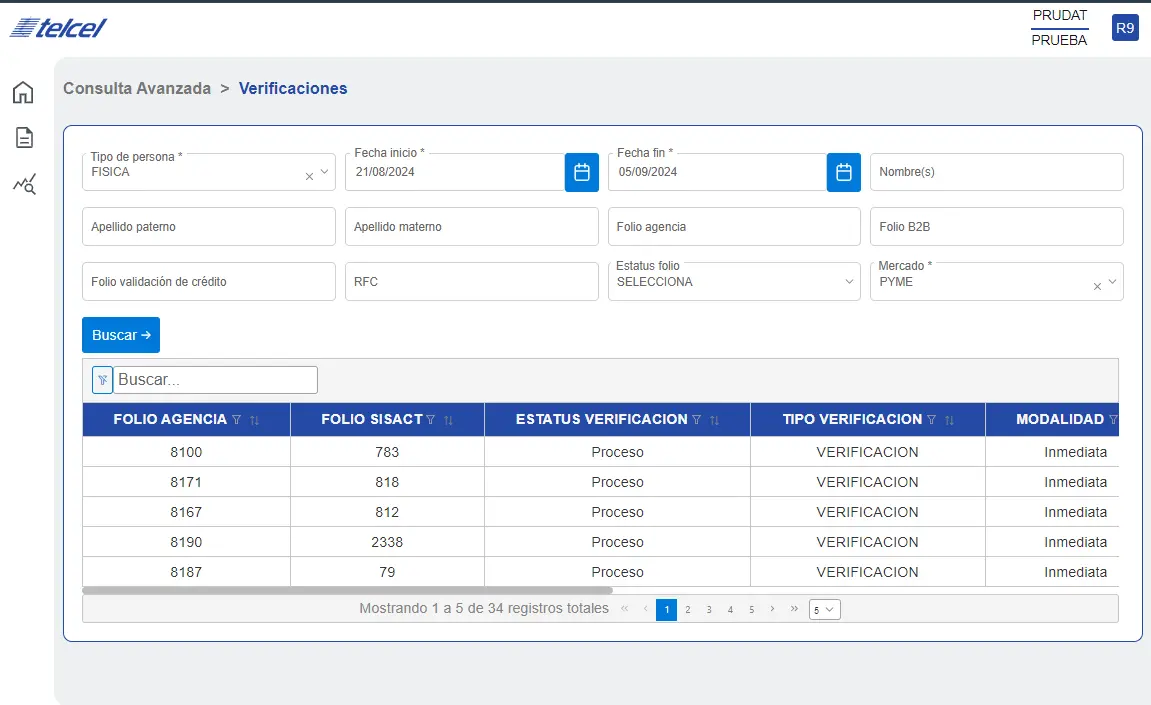 telcel
PRUDAT
PRUEBA
R9
Consulta Avanzada > Verificaciones
Tipo de persona *
FISICA
Fecha inicio *
21/08/2024
Fecha fin *
05/09/2024
Nombre(s)
Apellido paterno
Apellido materno
Folio agencia
Folio B2B
Folio validación de crédito
RFC
Estatus folio
SELECCIONA
Mercado *
PYME
Buscar
Buscar...
FOLIO AGENCIA FOLIO SISACT ESTATUS VERIFICACION TIPO VERIFICACION MODALIDAD
8100 783 Proceso VERIFICACION Inmediata
8171 818 Proceso VERIFICACION Inmediata
8167 812 Proceso VERIFICACION Inmediata
8190 2338 Proceso VERIFICACION Inmediata
8187 79 Proceso VERIFICACION Inmediata
Mostrando 1 a 5 de 34 registros totales « ‹ 1 2 3 4 5 › » 5